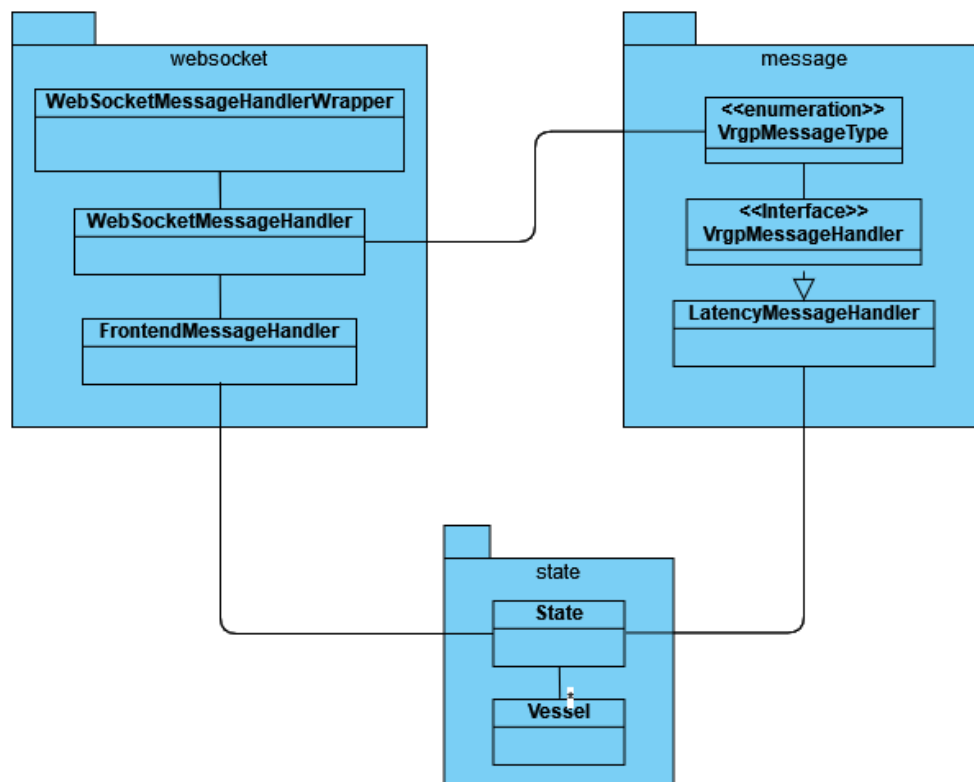 websocket
WebSocketMessageHandlerWrapper
WebSocketMessageHandler
FrontendMessageHandler
message
<<enumeration>>
VrgpMessageType
<<Interface>>
VrgpMessageHandler
LatencyMessageHandler
state
State
*
Vessel